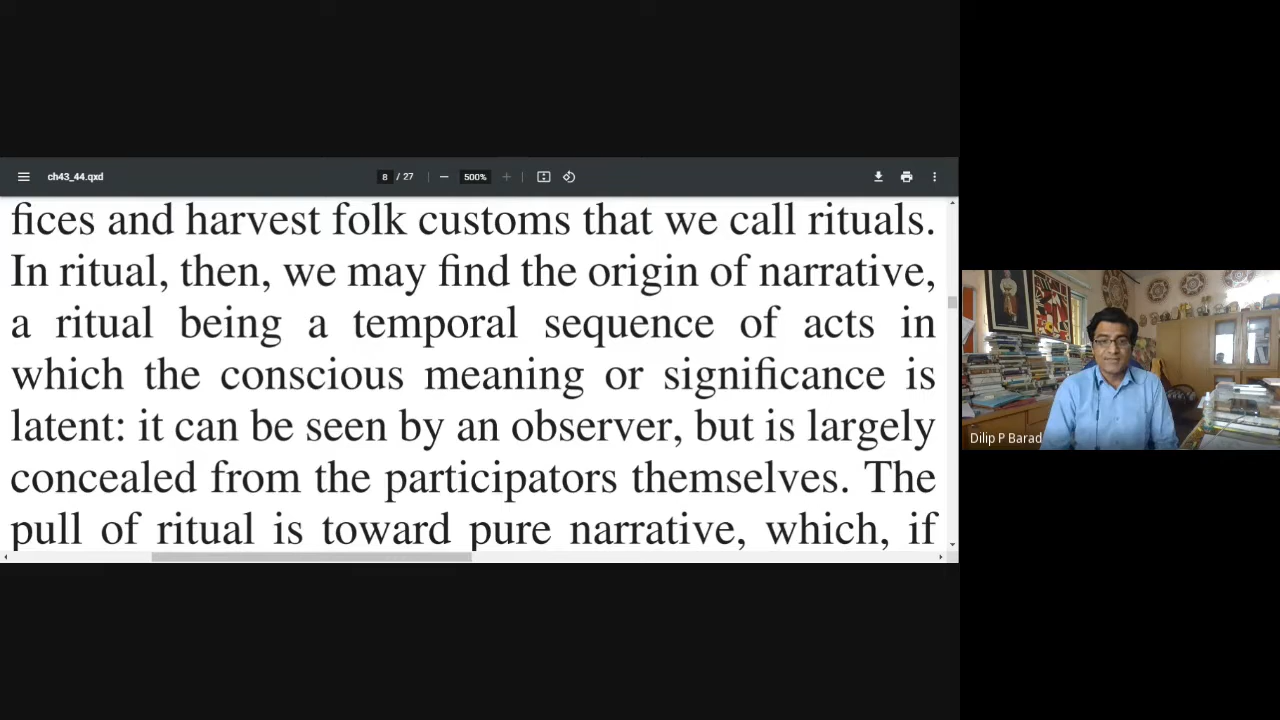 ch43_44.qxd
8 / 27
500%
fices and harvest folk customs that we call rituals.
In ritual, then, we may find the origin of narrative,
a ritual being a temporal sequence of acts in
which the conscious meaning or significance is
latent: it can be seen by an observer, but is largely
concealed from the participators themselves. The
pull of ritual is toward pure narrative, which, if
Dilip P Barad